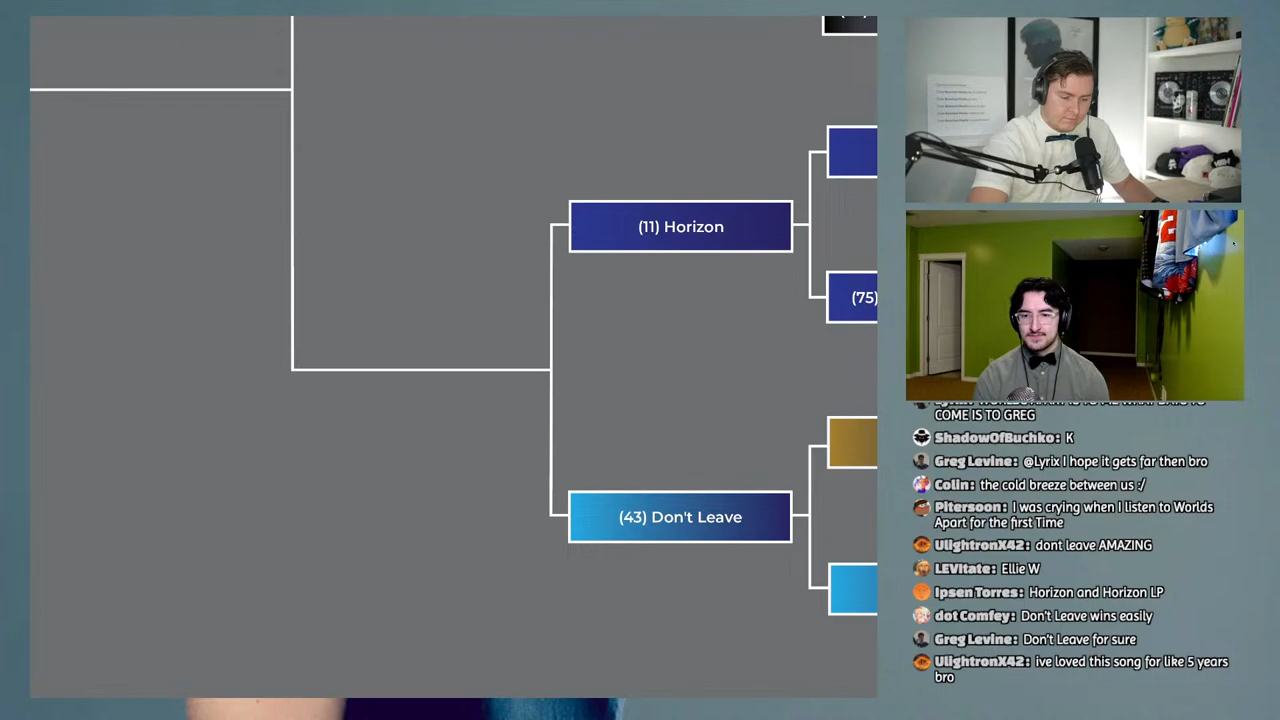 (11) Horizon
(75)
(43) Don't Leave
COME IS TO GREG
ShadowOfBuchko: K
Greg Levine: @Lyrix I hope it gets far then bro
Colin: the cold breeze between us :/
Pitersoon: I was crying when I listen to Worlds
Apart for the first Time
UlightronX42: dont leave AMAZING
LEVitate: Ellie W
Ipsen Torres: Horizon and Horizon LP
dot Comfey: Don't Leave wins easily
Greg Levine: Don't Leave for sure
UlightronX42: ive loved this song for like 5 years
bro